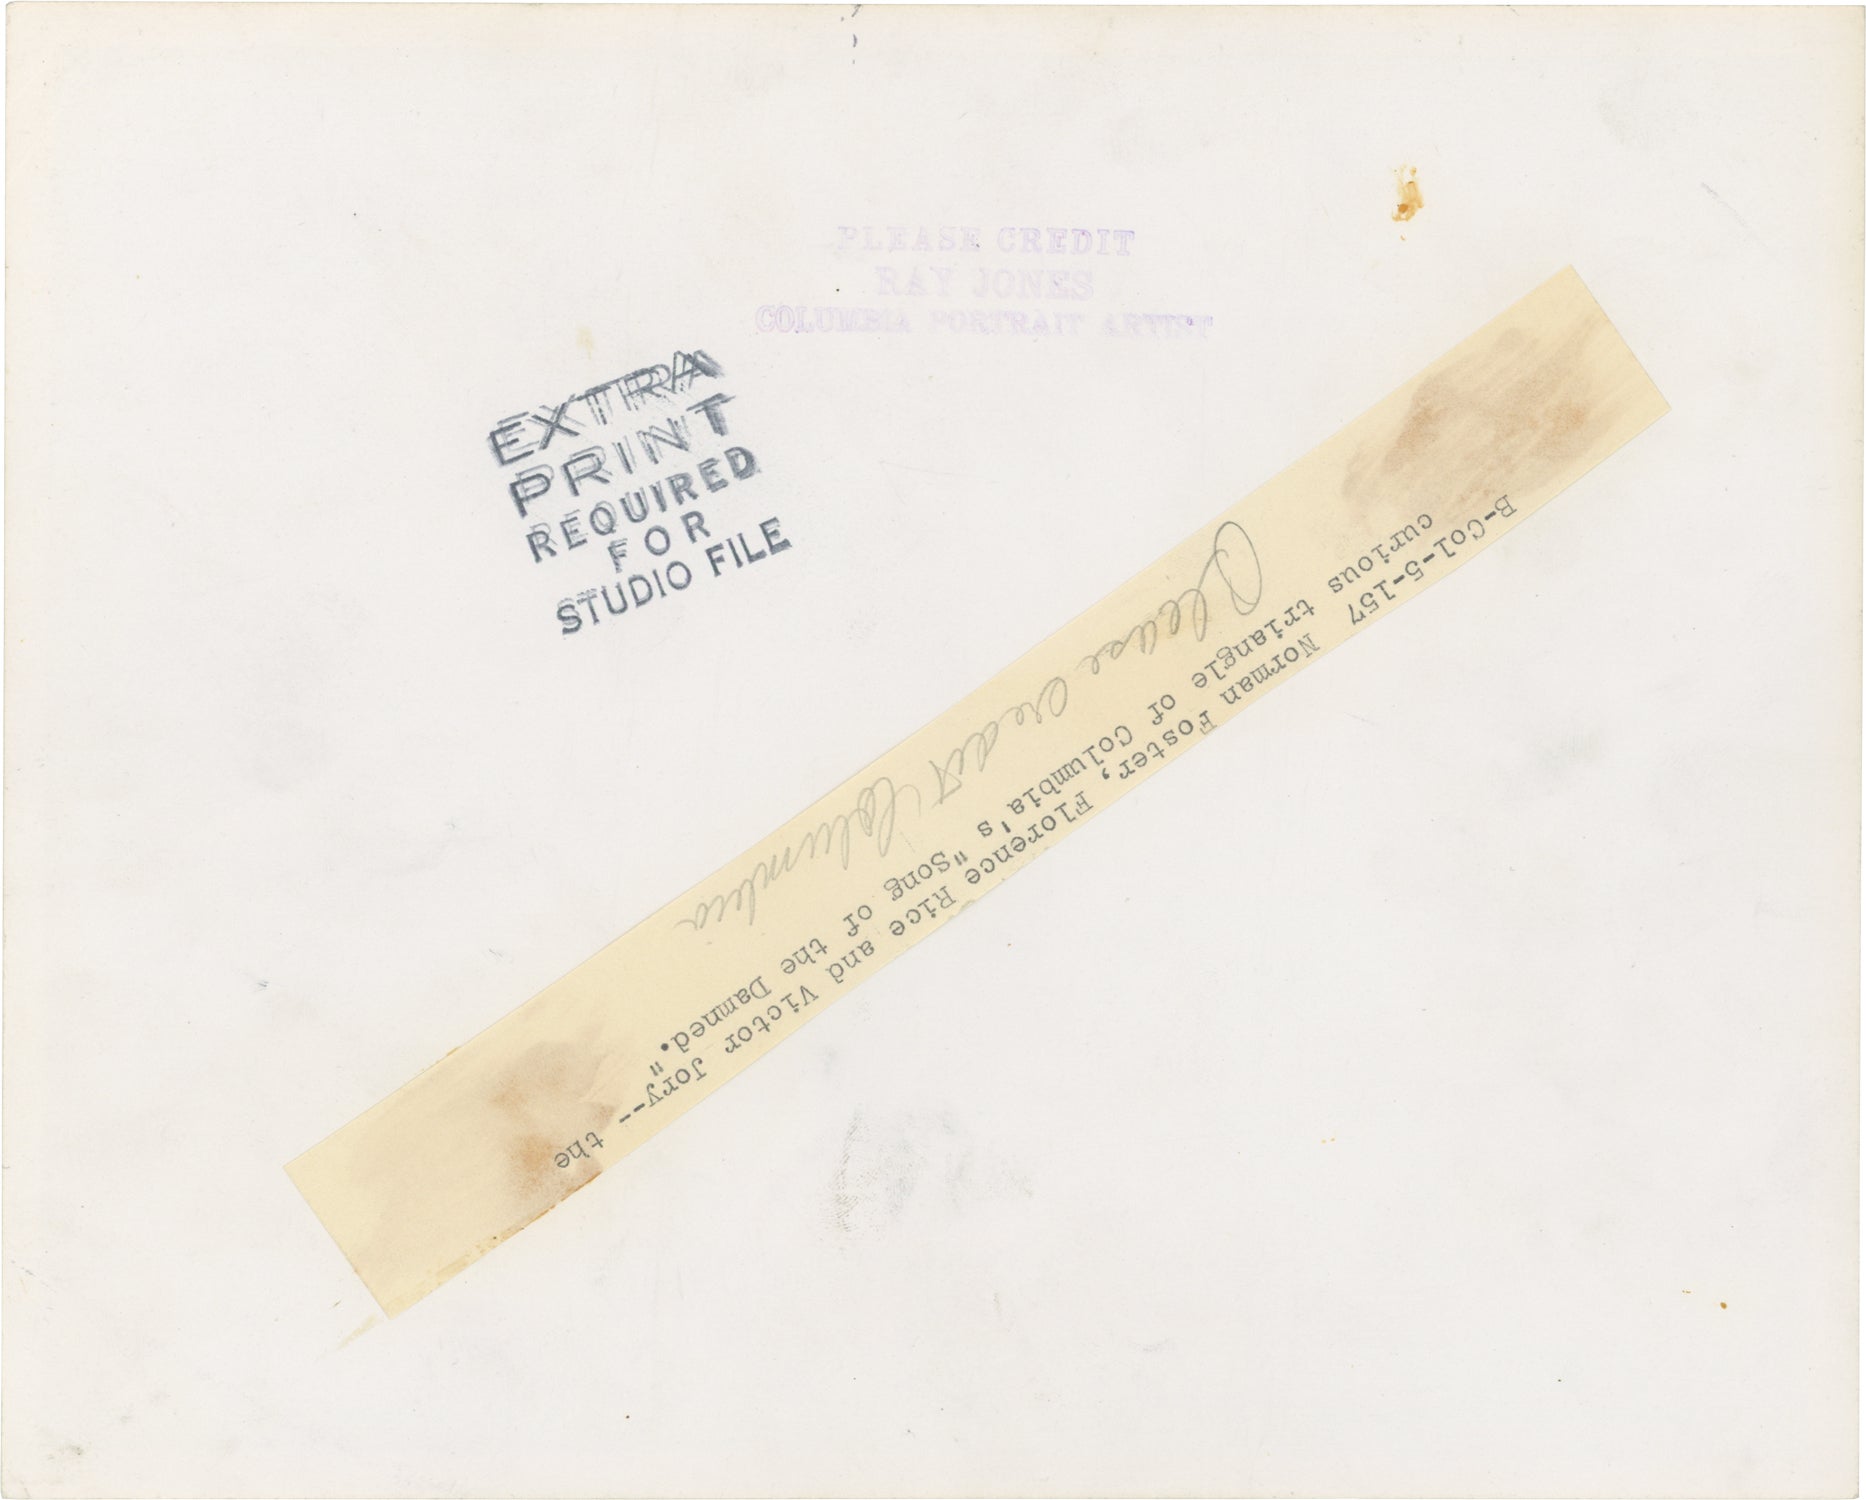 PLEASE CREDIT
RAY JONES
COLUMBIA PORTRAIT ARTIST
EXTRA
PRINT
REQUIRED
FOR
STUDIO FILE
B-Col-5-157 Norman Foster, Florence Rice and Victor Jory-- the
curious triangle of Columbia's "Song of the Damned."
Please credit Columbia